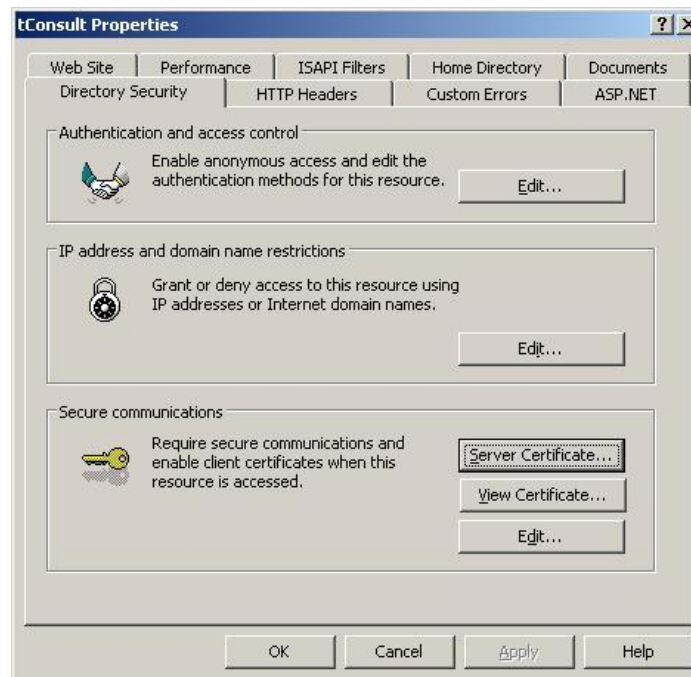 tConsult Properties
Web Site Performance ISAPI Filters Home Directory Documents
Directory Security HTTP Headers Custom Errors ASP.NET
Authentication and access control
Enable anonymous access and edit the
authentication methods for this resource.
Edit...
IP address and domain name restrictions
Grant or deny access to this resource using
IP addresses or Internet domain names.
Edit...
Secure communications
Require secure communications and
enable client certificates when this
resource is accessed.
Server Certificate...
View Certificate...
Edit...
OK Cancel Apply Help